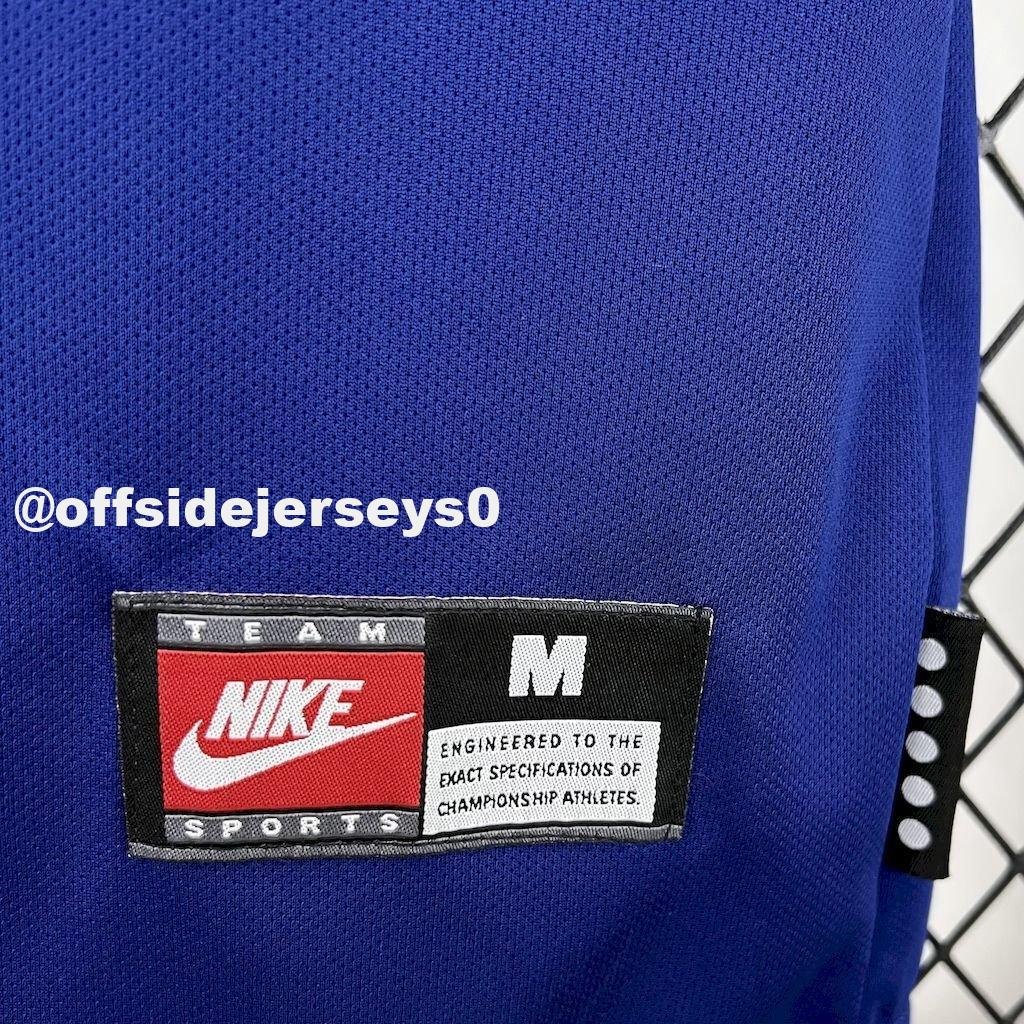 @offsidejerseys0
TEAM
NIKE
SPORTS
M
ENGINEERED TO THE
EXACT SPECIFICATIONS OF
CHAMPIONSHIP ATHLETES.